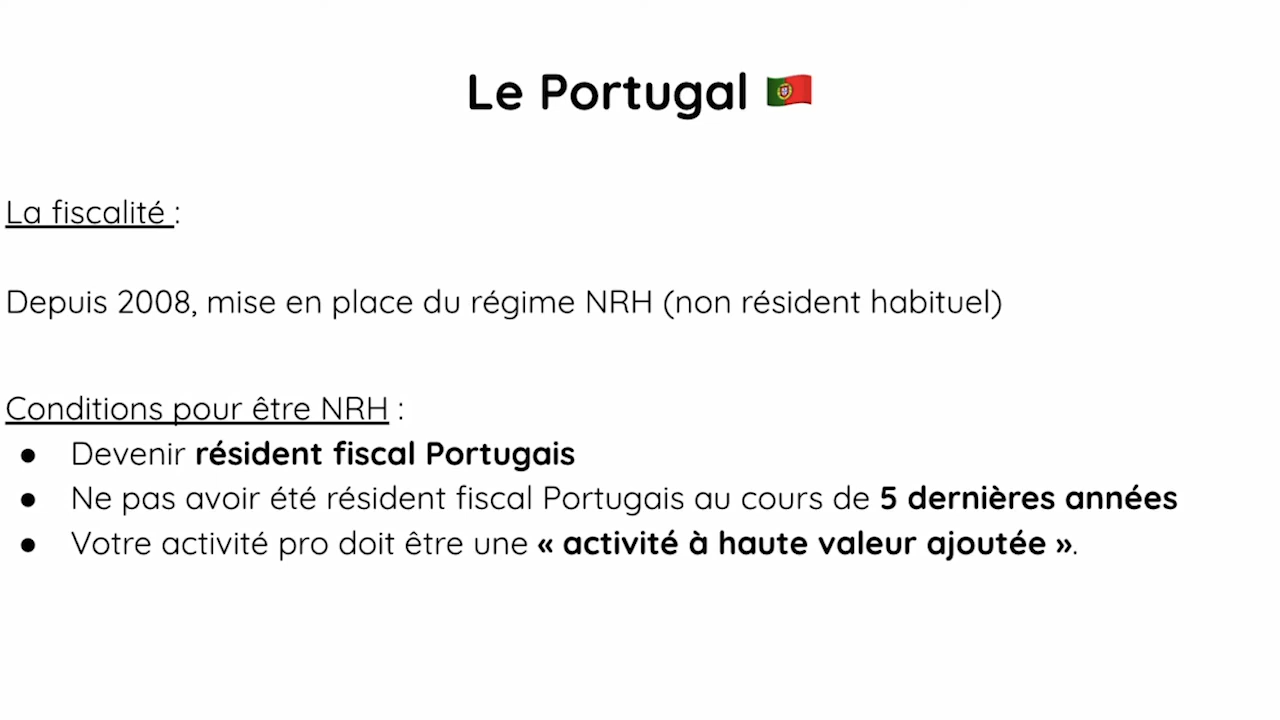 Le Portugal 🇵🇹
La fiscalité :
Depuis 2008, mise en place du régime NRH (non résident habituel)
Conditions pour être NRH :
● Devenir résident fiscal Portugais
● Ne pas avoir été résident fiscal Portugais au cours de 5 dernières années
● Votre activité pro doit être une « activité à haute valeur ajoutée ».